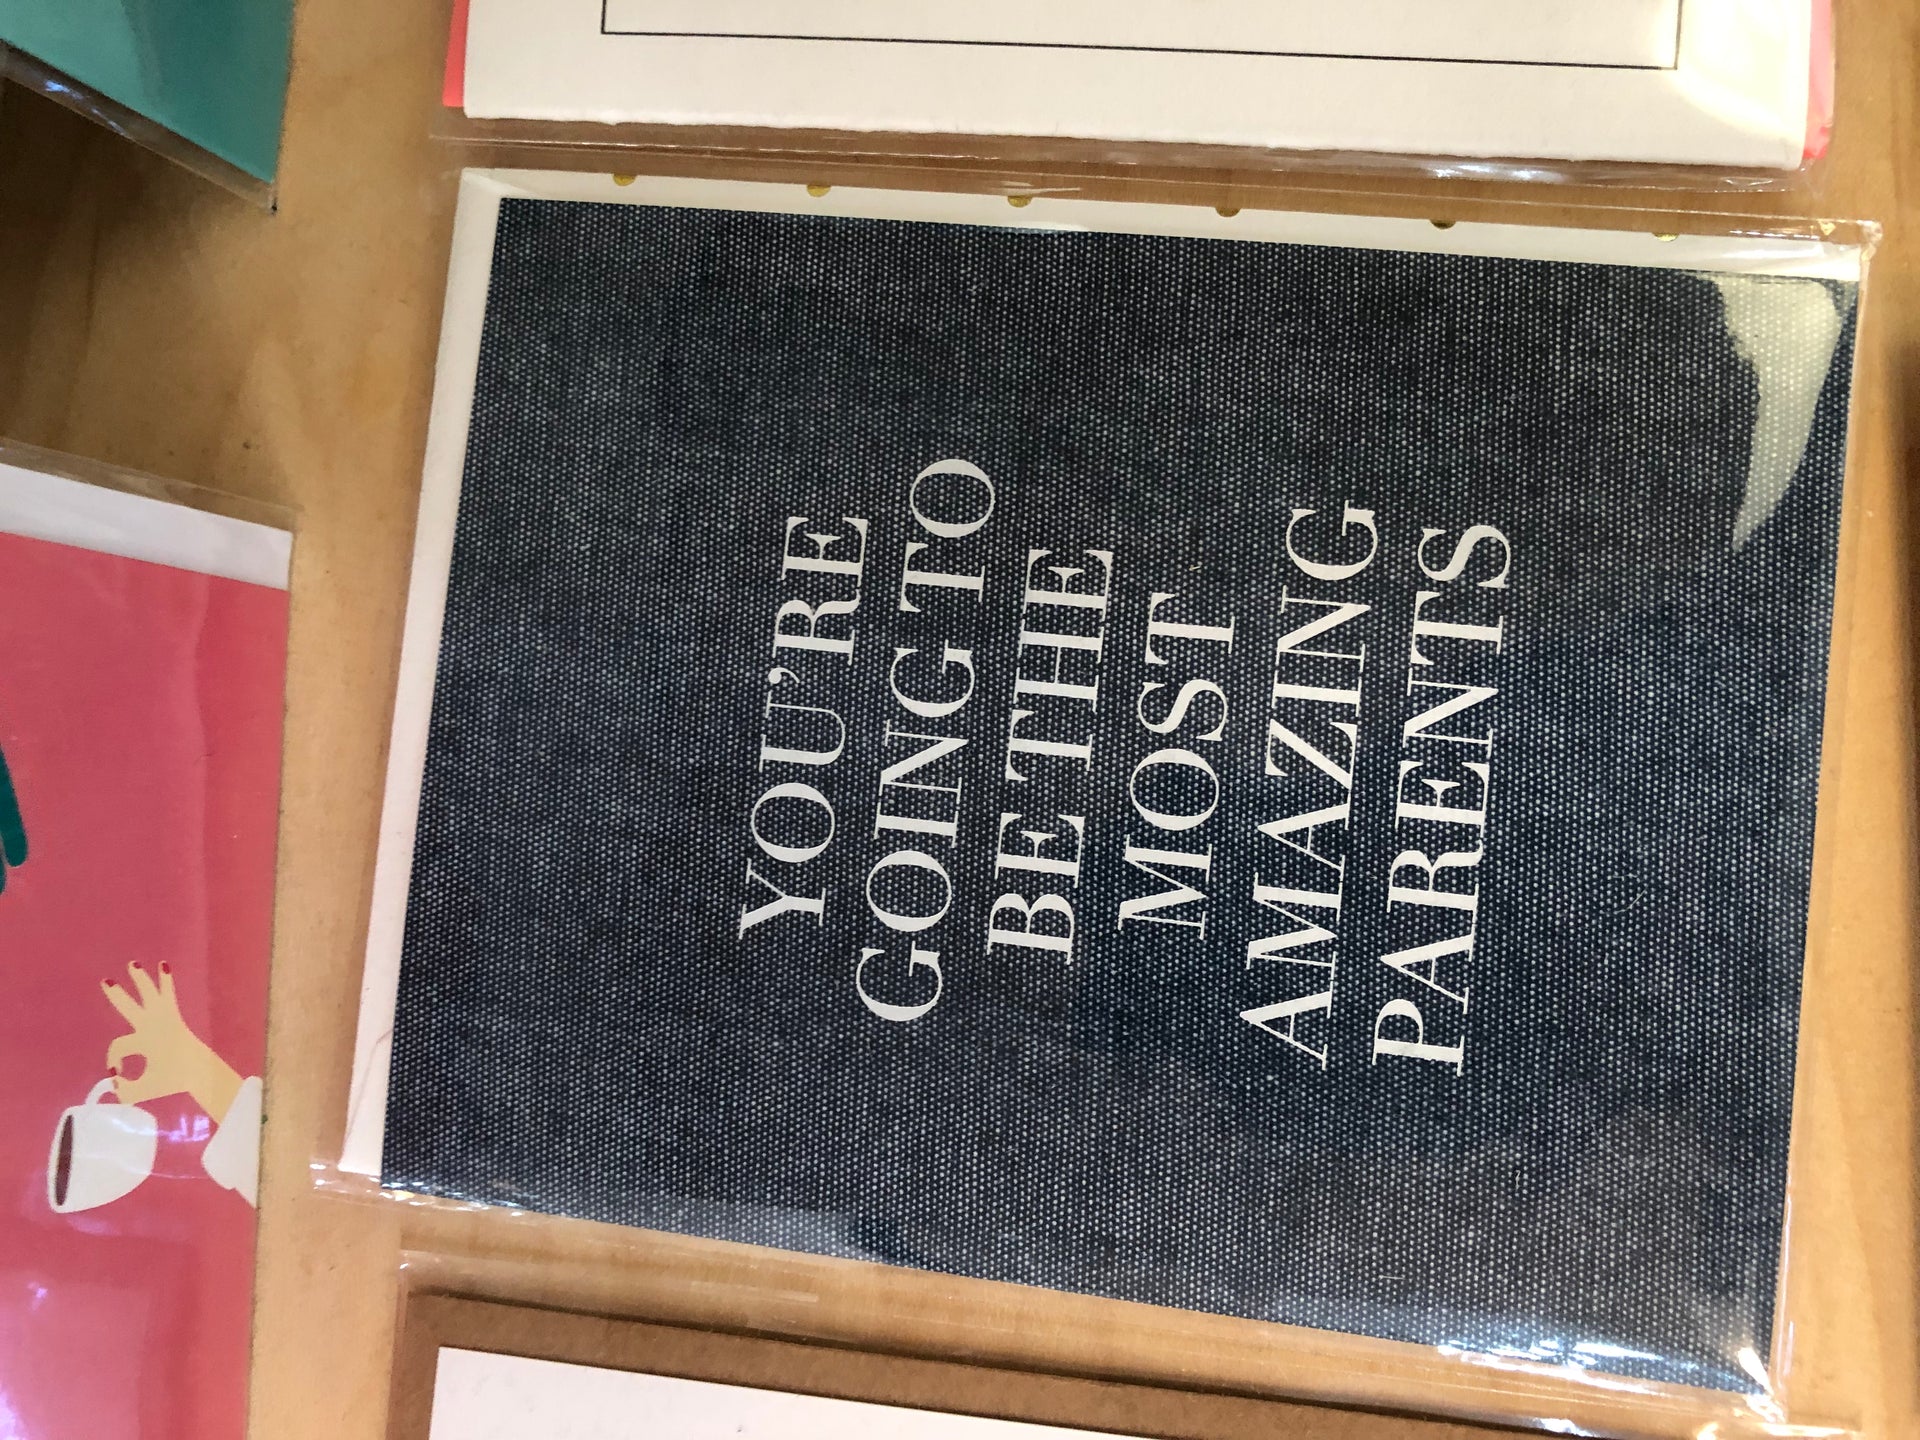 YOU'RE
GOING TO
BE THE
MOST
AMAZING
PARENTS